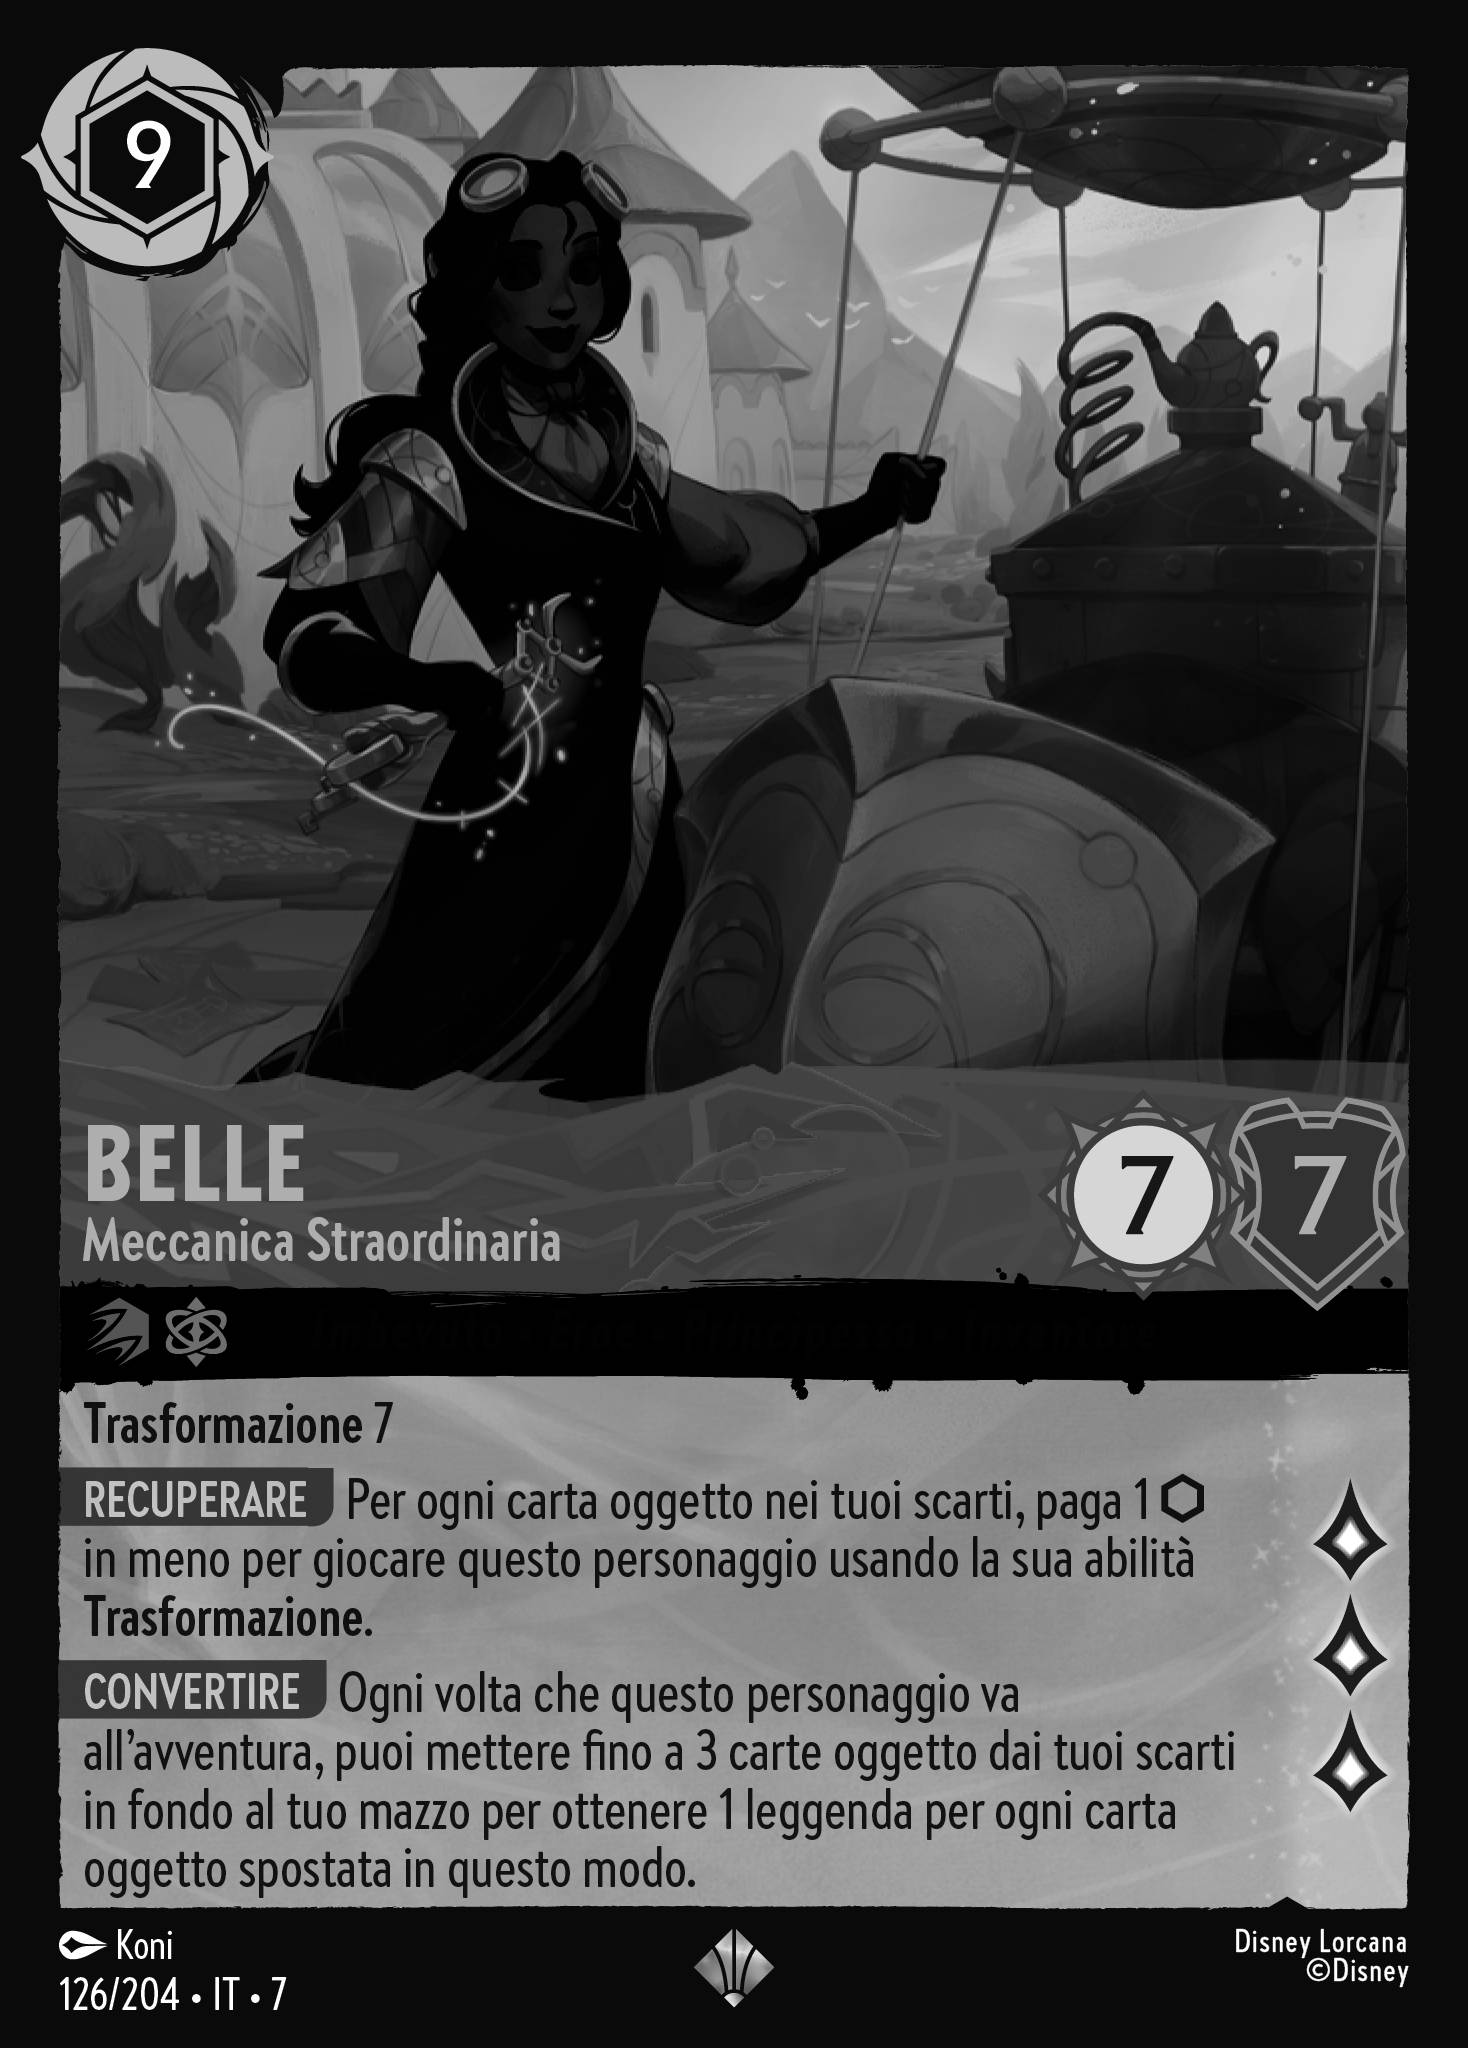 9
BELLE
7
7
Meccanica Straordinaria
Trasformazione 7
RECUPERARE Per ogni carta oggetto nei tuoi scarti, paga 1
in meno per giocare questo personaggio usando la sua abilità
Trasformazione.
CONVERTIRE Ogni volta che questo personaggio va
all’avventura, puoi mettere fino a 3 carte oggetto dai tuoi scarti
in fondo al tuo mazzo per ottenere 1 leggenda per ogni carta
oggetto spostata in questo modo.
Koni
126/204 • IT • 7
Disney Lorcana
©Disney